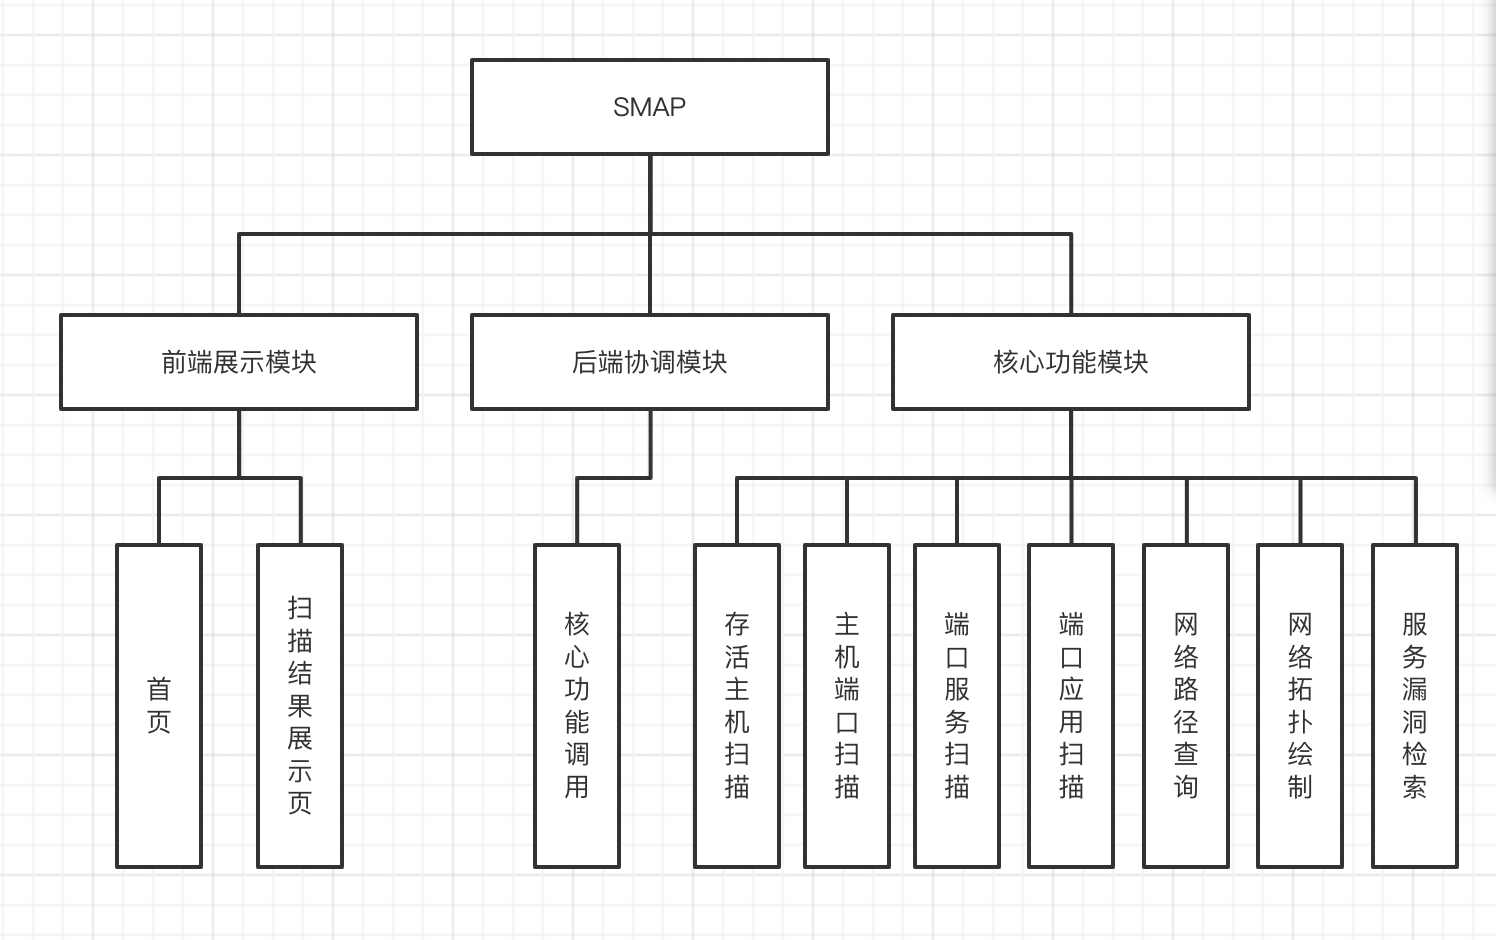 SMAP
前端展示模块
后端协调模块
核心功能模块
首页
扫描结果展示页
核心功能调用
存活主机扫描
主机端口扫描
端口服务扫描
端口应用扫描
网络路径查询
网络拓扑绘制
服务漏洞检索